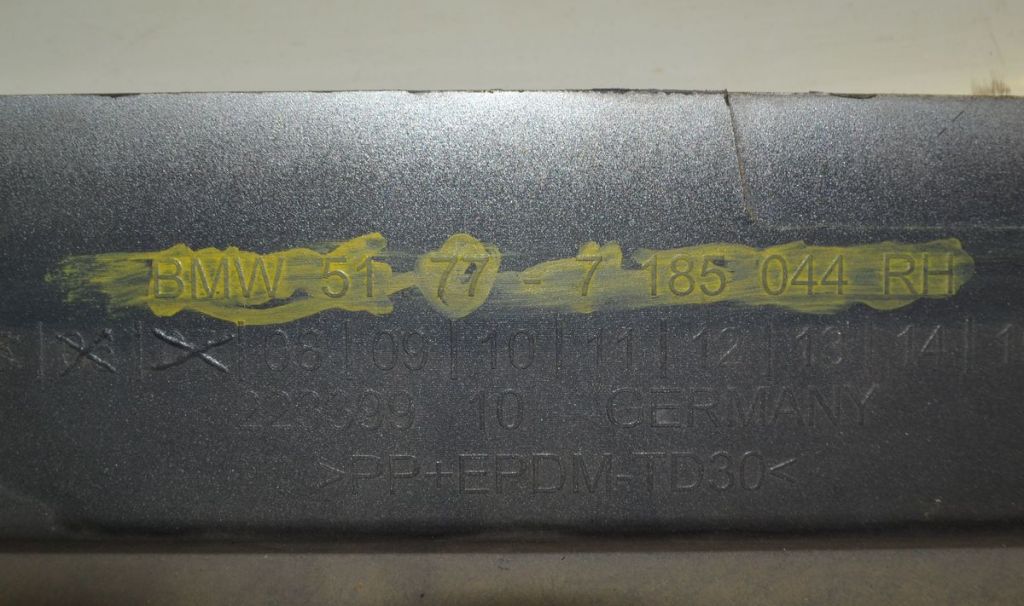 BMW 51 77 - 7 185 044 RH
08 | 09 | 10 | 11 | 12 | 13 | 14 |
223699 10 GERMANY
>PP+EPDM-TD30<